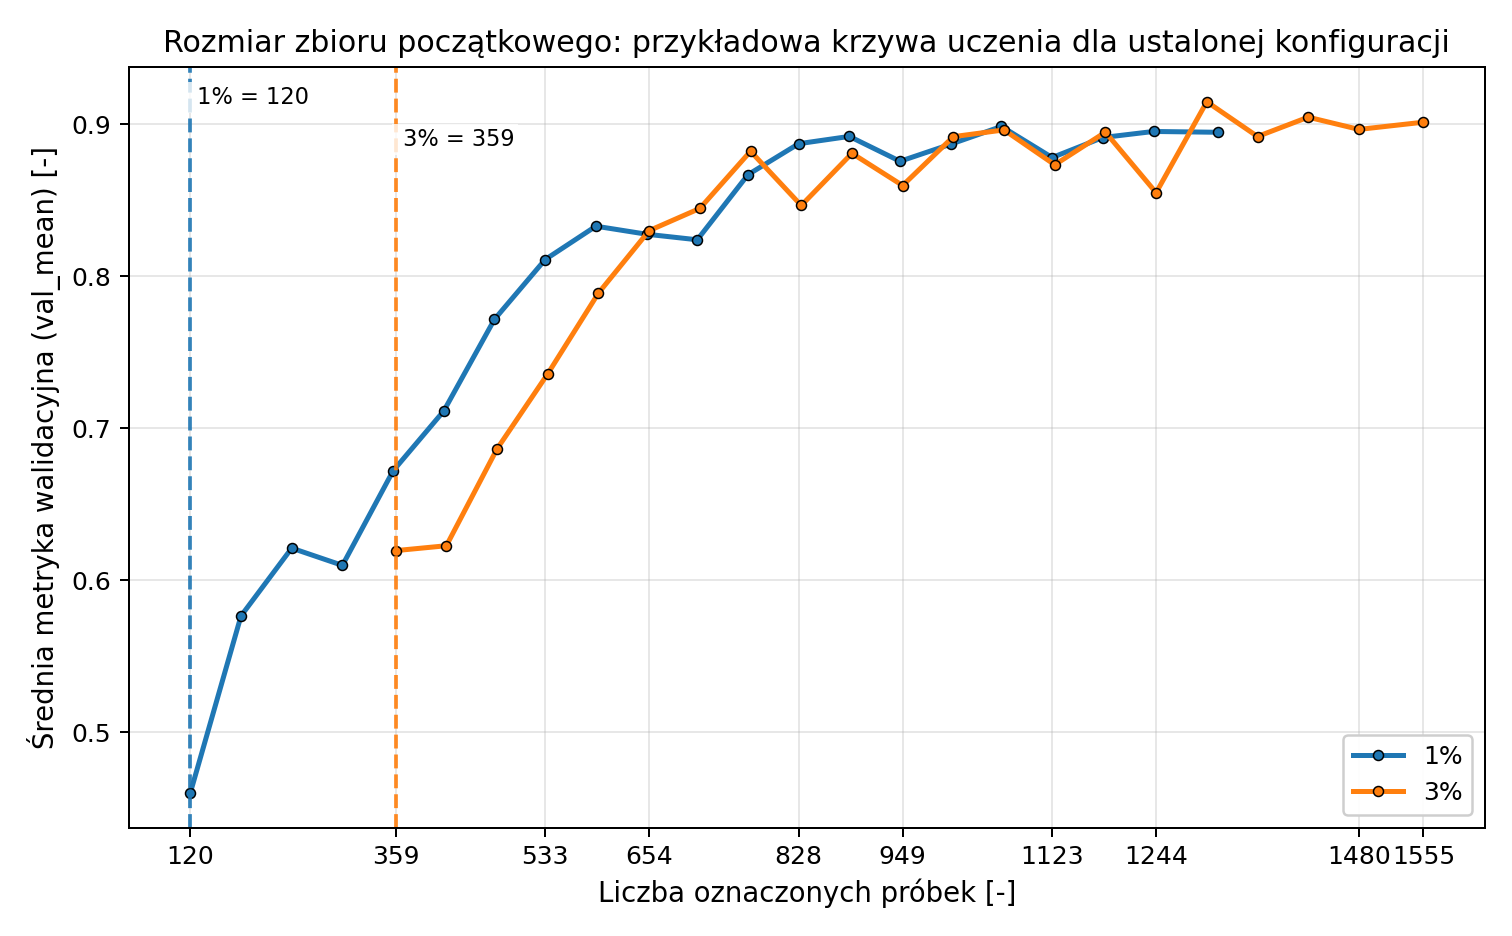 Rozmiar zbioru początkowego: przykładowa krzywa uczenia dla ustalonej konfiguracji
1% = 120
3% = 359
Średnia metryka walidacyjna (val_mean) [-]
0.9
0.8
0.7
0.6
0.5
1%
3%
120 359 533 654 828 949 1123 1244 1480 1555
Liczba oznaczonych próbek [-]